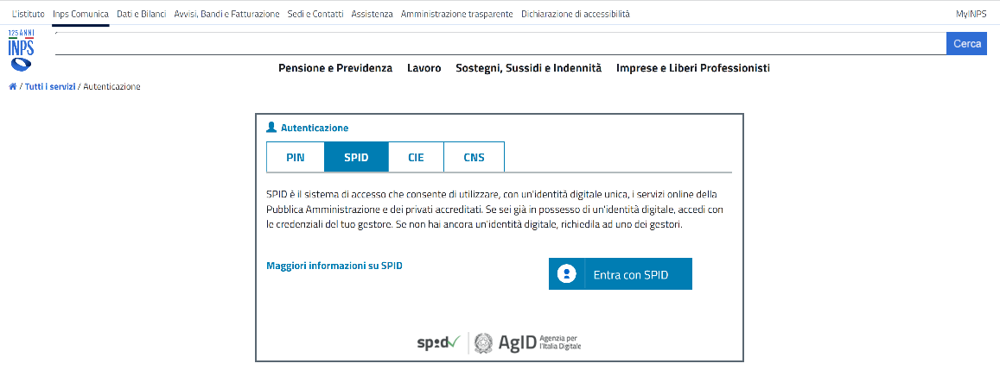 L'istituto Inps Comunica Dati e Bilanci Avvisi, Bandi e Fatturazione Sedi e Contatti Assistenza Amministrazione trasparente Dichiarazione di accessibilità MyINPS
125 ANNI
INPS
Cerca
Pensione e Previdenza Lavoro Sostegni, Sussidi e Indennità Imprese e Liberi Professionisti
/ Tutti i servizi / Autenticazione
Autenticazione
PIN SPID CIE CNS
SPID è il sistema di accesso che consente di utilizzare, con un'identità digitale unica, i servizi online della
Pubblica Amministrazione e dei privati accreditati. Se sei già in possesso di un'identità digitale, accedi con
le credenziali del tuo gestore. Se non hai ancora un'identità digitale, richiedila ad uno dei gestori.
Maggiori informazioni su SPID
Entra con SPID
spid AgID Agenzia per
l'Italia Digitale